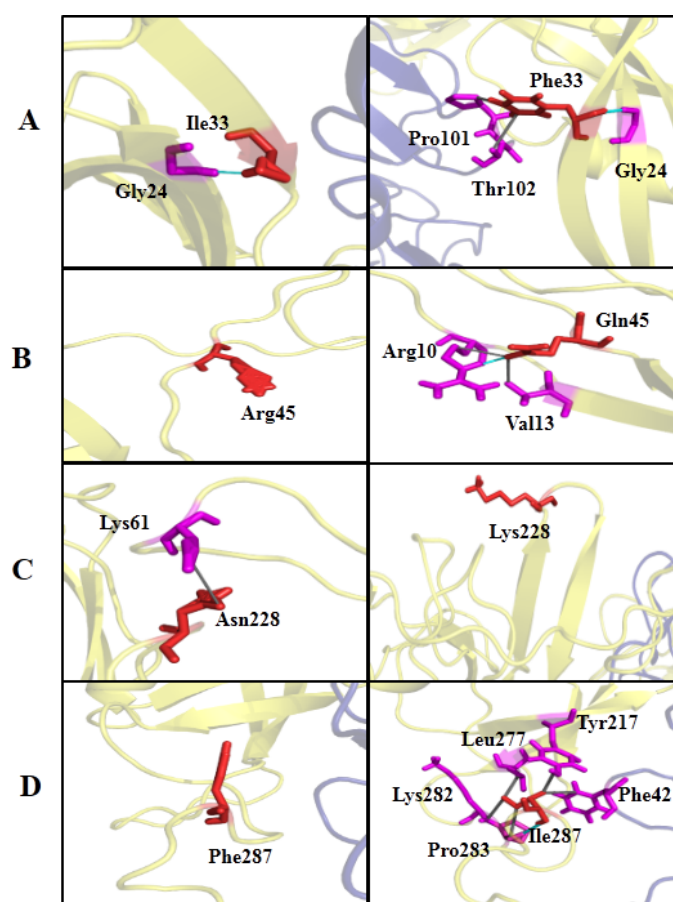 A
Ile33
Gly24
Phe33
Pro101
Thr102
Gly24
B
Arg45
Gln45
Arg10
Val13
C
Lys61
Asn228
Lys228
D
Phe287
Tyr217
Leu277
Lys282
Phe42
Ile287
Pro283